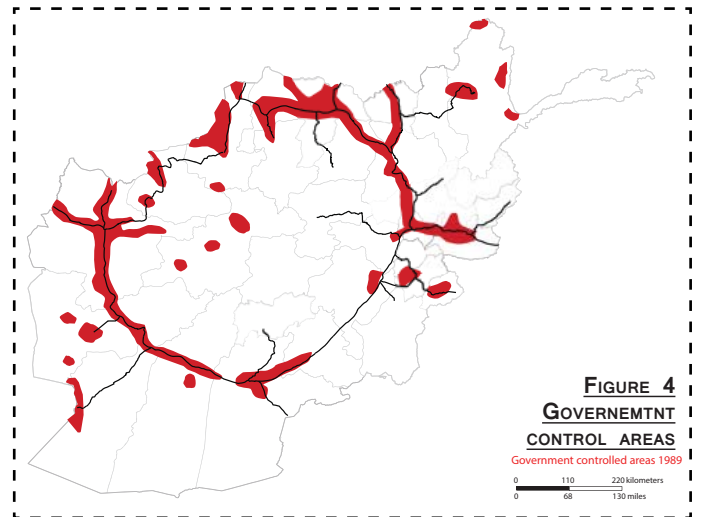 FIGURE 4
GOVERNEMTNT
CONTROL AREAS
Government controlled areas 1989
0 110 220 kilometers
0 68 130 miles